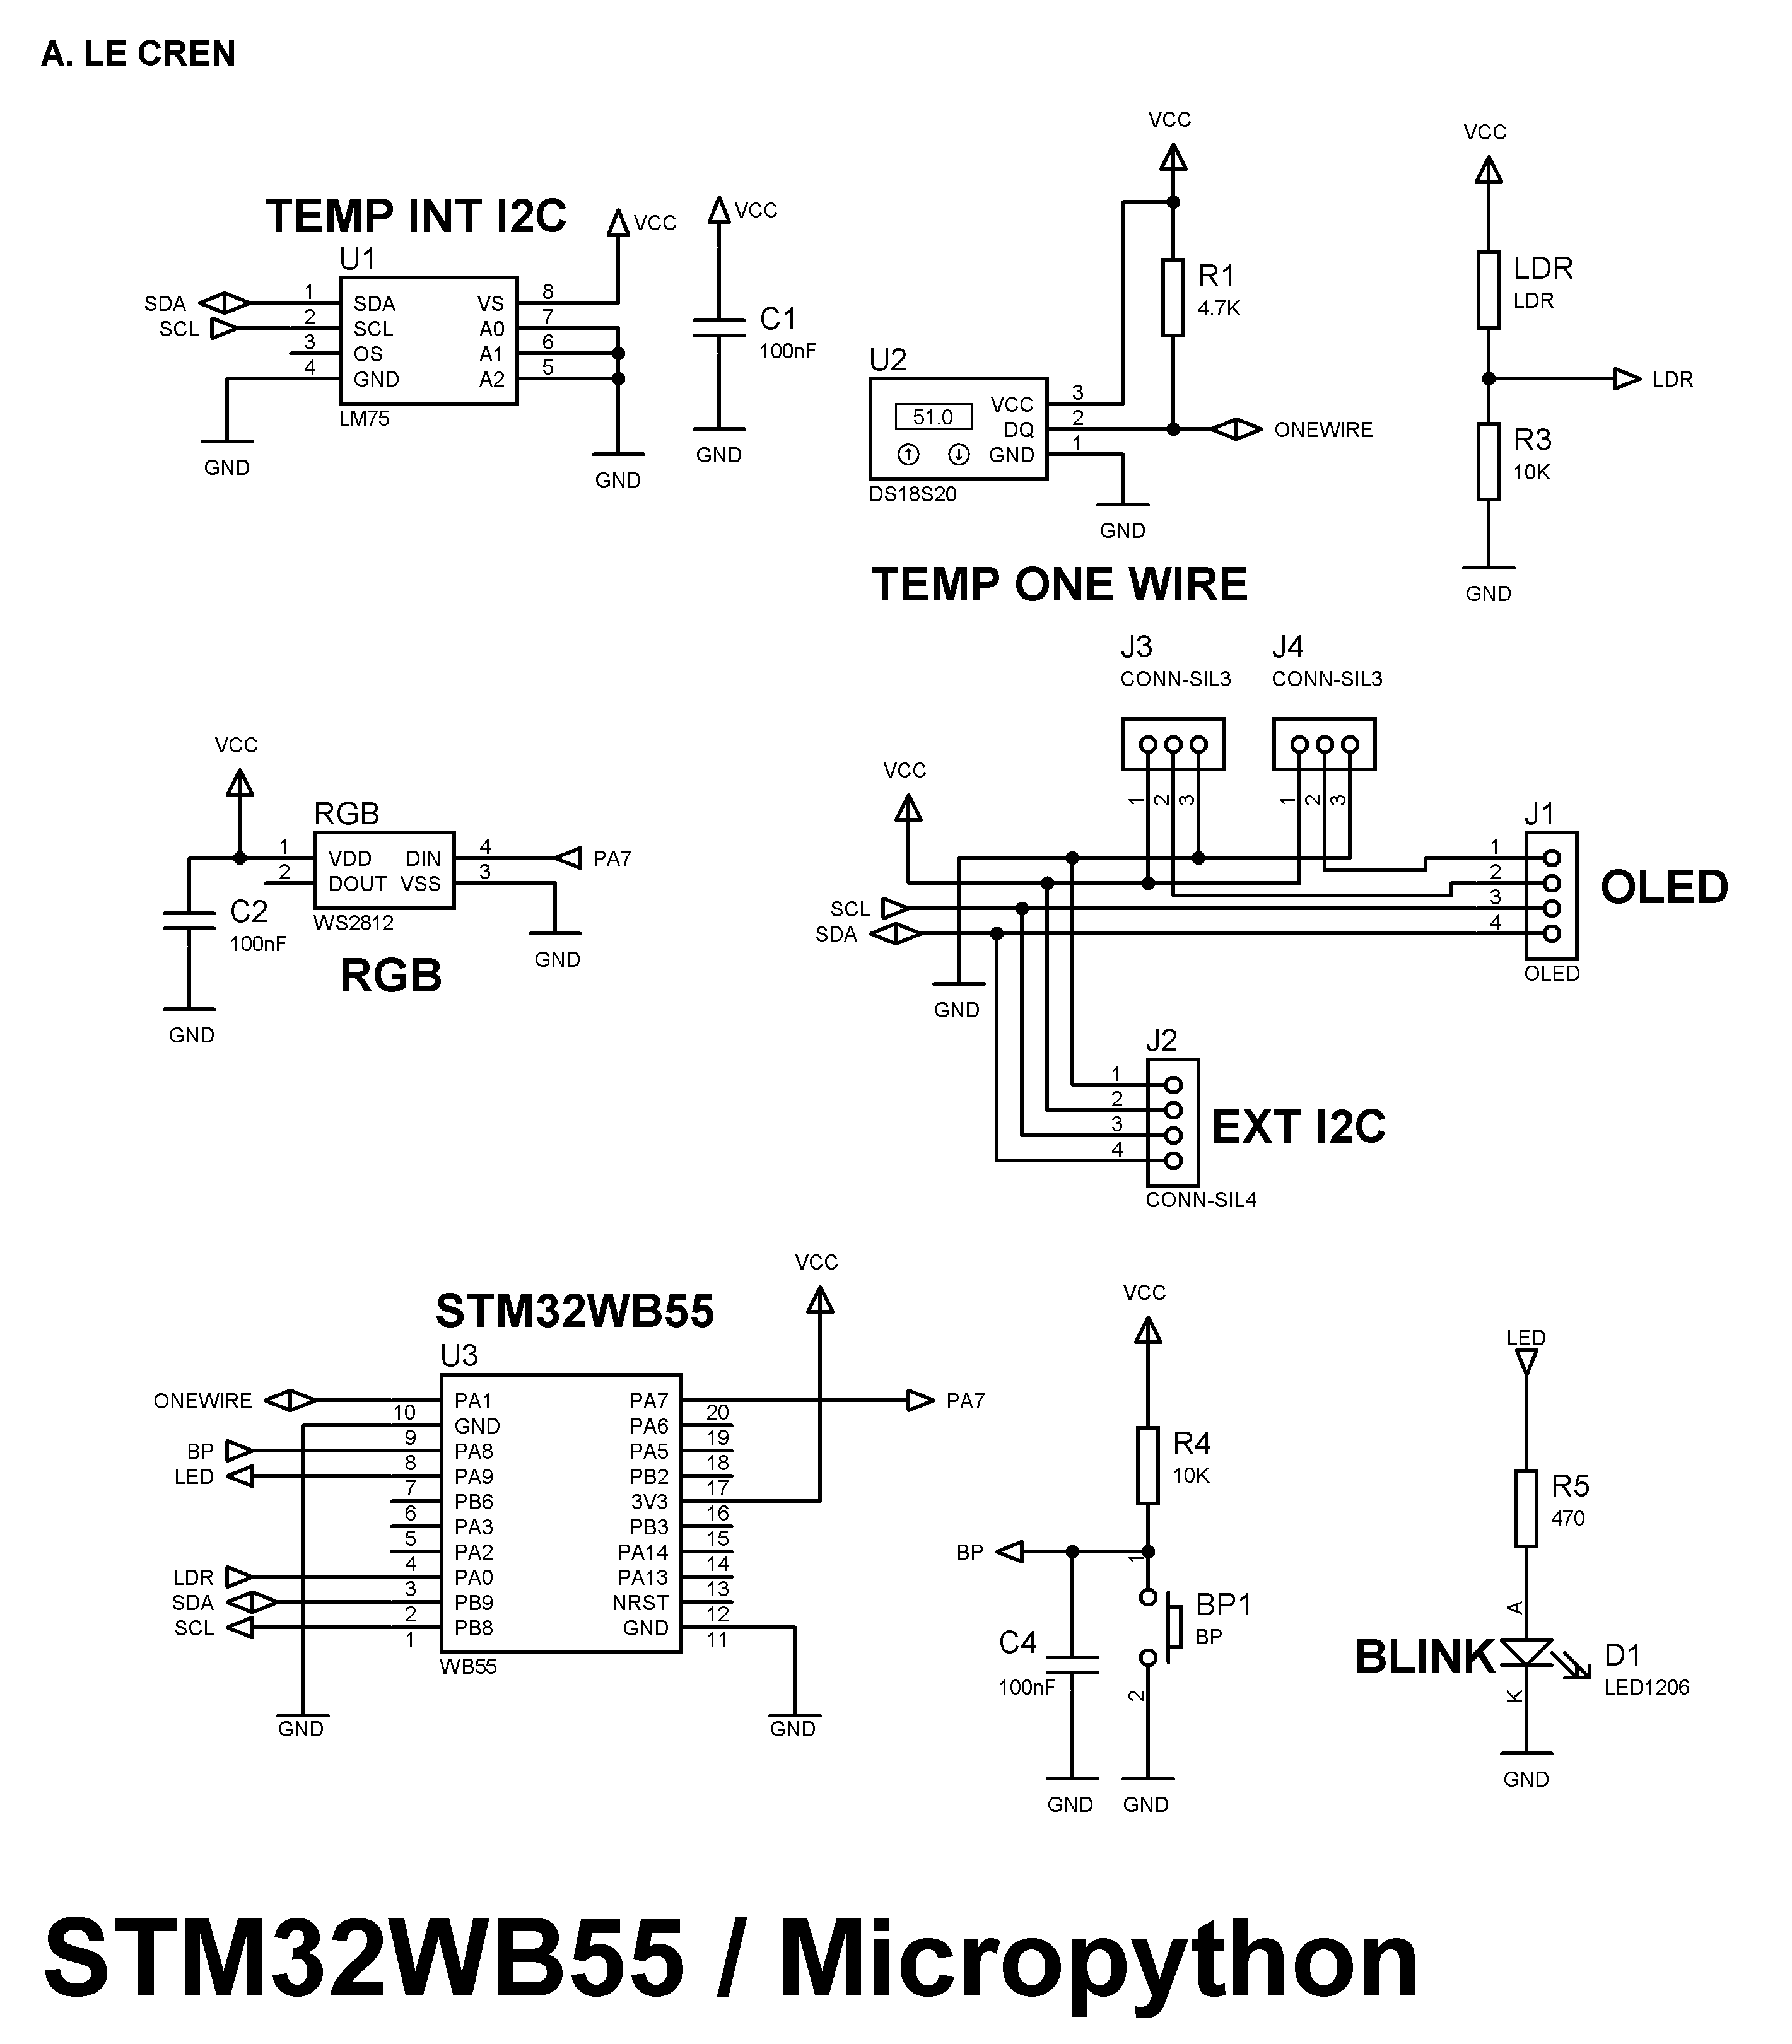 A. LE CREN
TEMP INT I2C
U1
SDA
SCL
1
2
3
4
SDA
SCL
OS
GND
VS
A0
A1
A2
8
7
6
5
LM75
VCC
GND
GND
VCC
C1
100nF
GND
VCC
R1
4.7K
U2
51.0
VCC
DQ
GND
3
2
1
ONEWIRE
DS18S20
GND
TEMP ONE WIRE
VCC
LDR
LDR
LDR
R3
10K
GND
VCC
RGB
1
2
VDD
DOUT
DIN
VSS
4
3
PA7
WS2812
C2
100nF
GND
GND
RGB
J3
CONN-SIL3
1
2
3
J4
CONN-SIL3
1
2
3
VCC
SCL
SDA
GND
J1
1
2
3
4
OLED
OLED
J2
1
2
3
4
CONN-SIL4
EXT I2C
STM32WB55
U3
VCC
ONEWIRE
BP
LED
LDR
SDA
SCL
10
9
8
7
6
5
4
3
2
1
PA1
GND
PA8
PA9
PB6
PA3
PA2
PA0
PB9
PB8
PA7
PA6
PA5
PB2
3V3
PB3
PA14
PA13
NRST
GND
20
19
18
17
16
15
14
13
12
11
PA7
WB55
GND
GND
VCC
R4
10K
BP
1
BP1
BP
2
C4
100nF
GND
GND
LED
R5
470
A
BLINK
K
D1
LED1206
GND
STM32WB55 / Micropython